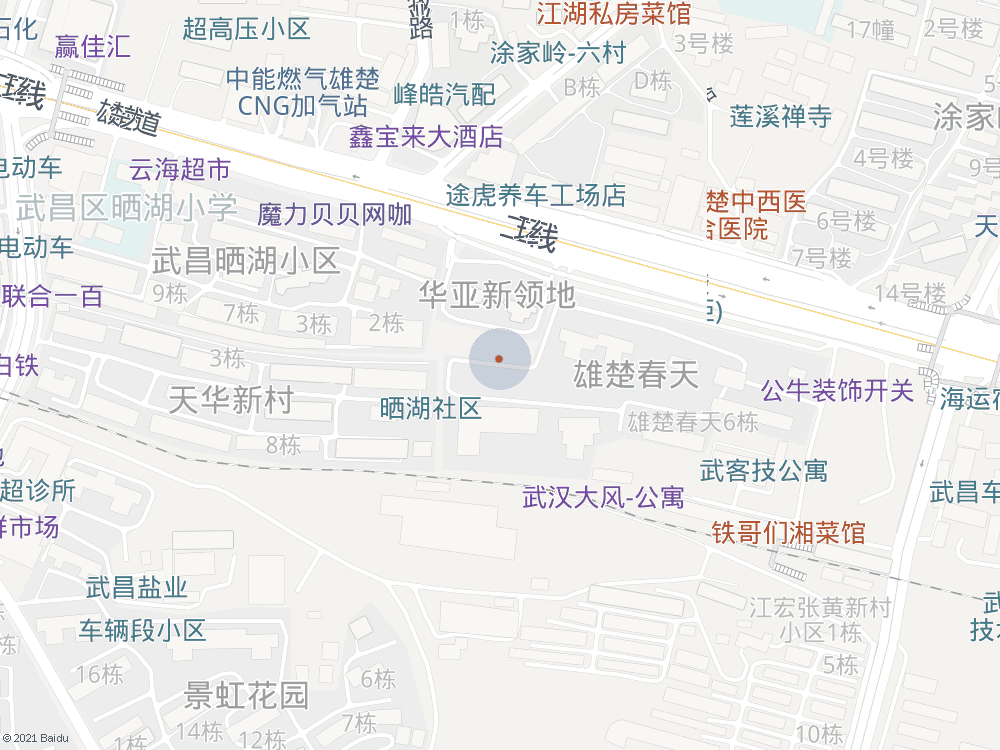 石化
超高压小区
1栋
江湖私房菜馆
17幢
2号楼
赢佳汇
3号楼
涂家岭-六村
中能燃气雄楚
CNG加气站
峰皓汽配
B栋
D栋
雄楚大道
莲溪禅寺
鑫宝来大酒店
电动车
云海超市
4号楼
武昌区晒湖小学
魔力贝贝网咖
途虎养车工场店
楚中西医
合医院
6号楼
三环线
电动车
武昌晒湖小区
7号楼
联合一百
9栋
7栋
3栋
2栋
华亚新领地
14号楼
白铁
3栋
雄楚春天
公牛装饰开关
天华新村
晒湖社区
雄楚春天6栋
8栋
武客技公寓
超诊所
武汉大风-公寓
武昌车
铁哥们湘菜馆
武昌盐业
江宏张黄新村
小区1栋
车辆段小区
5栋
16栋
景虹花园
6栋
14栋
12栋
7栋
1栋
10栋
© 2021 Baidu